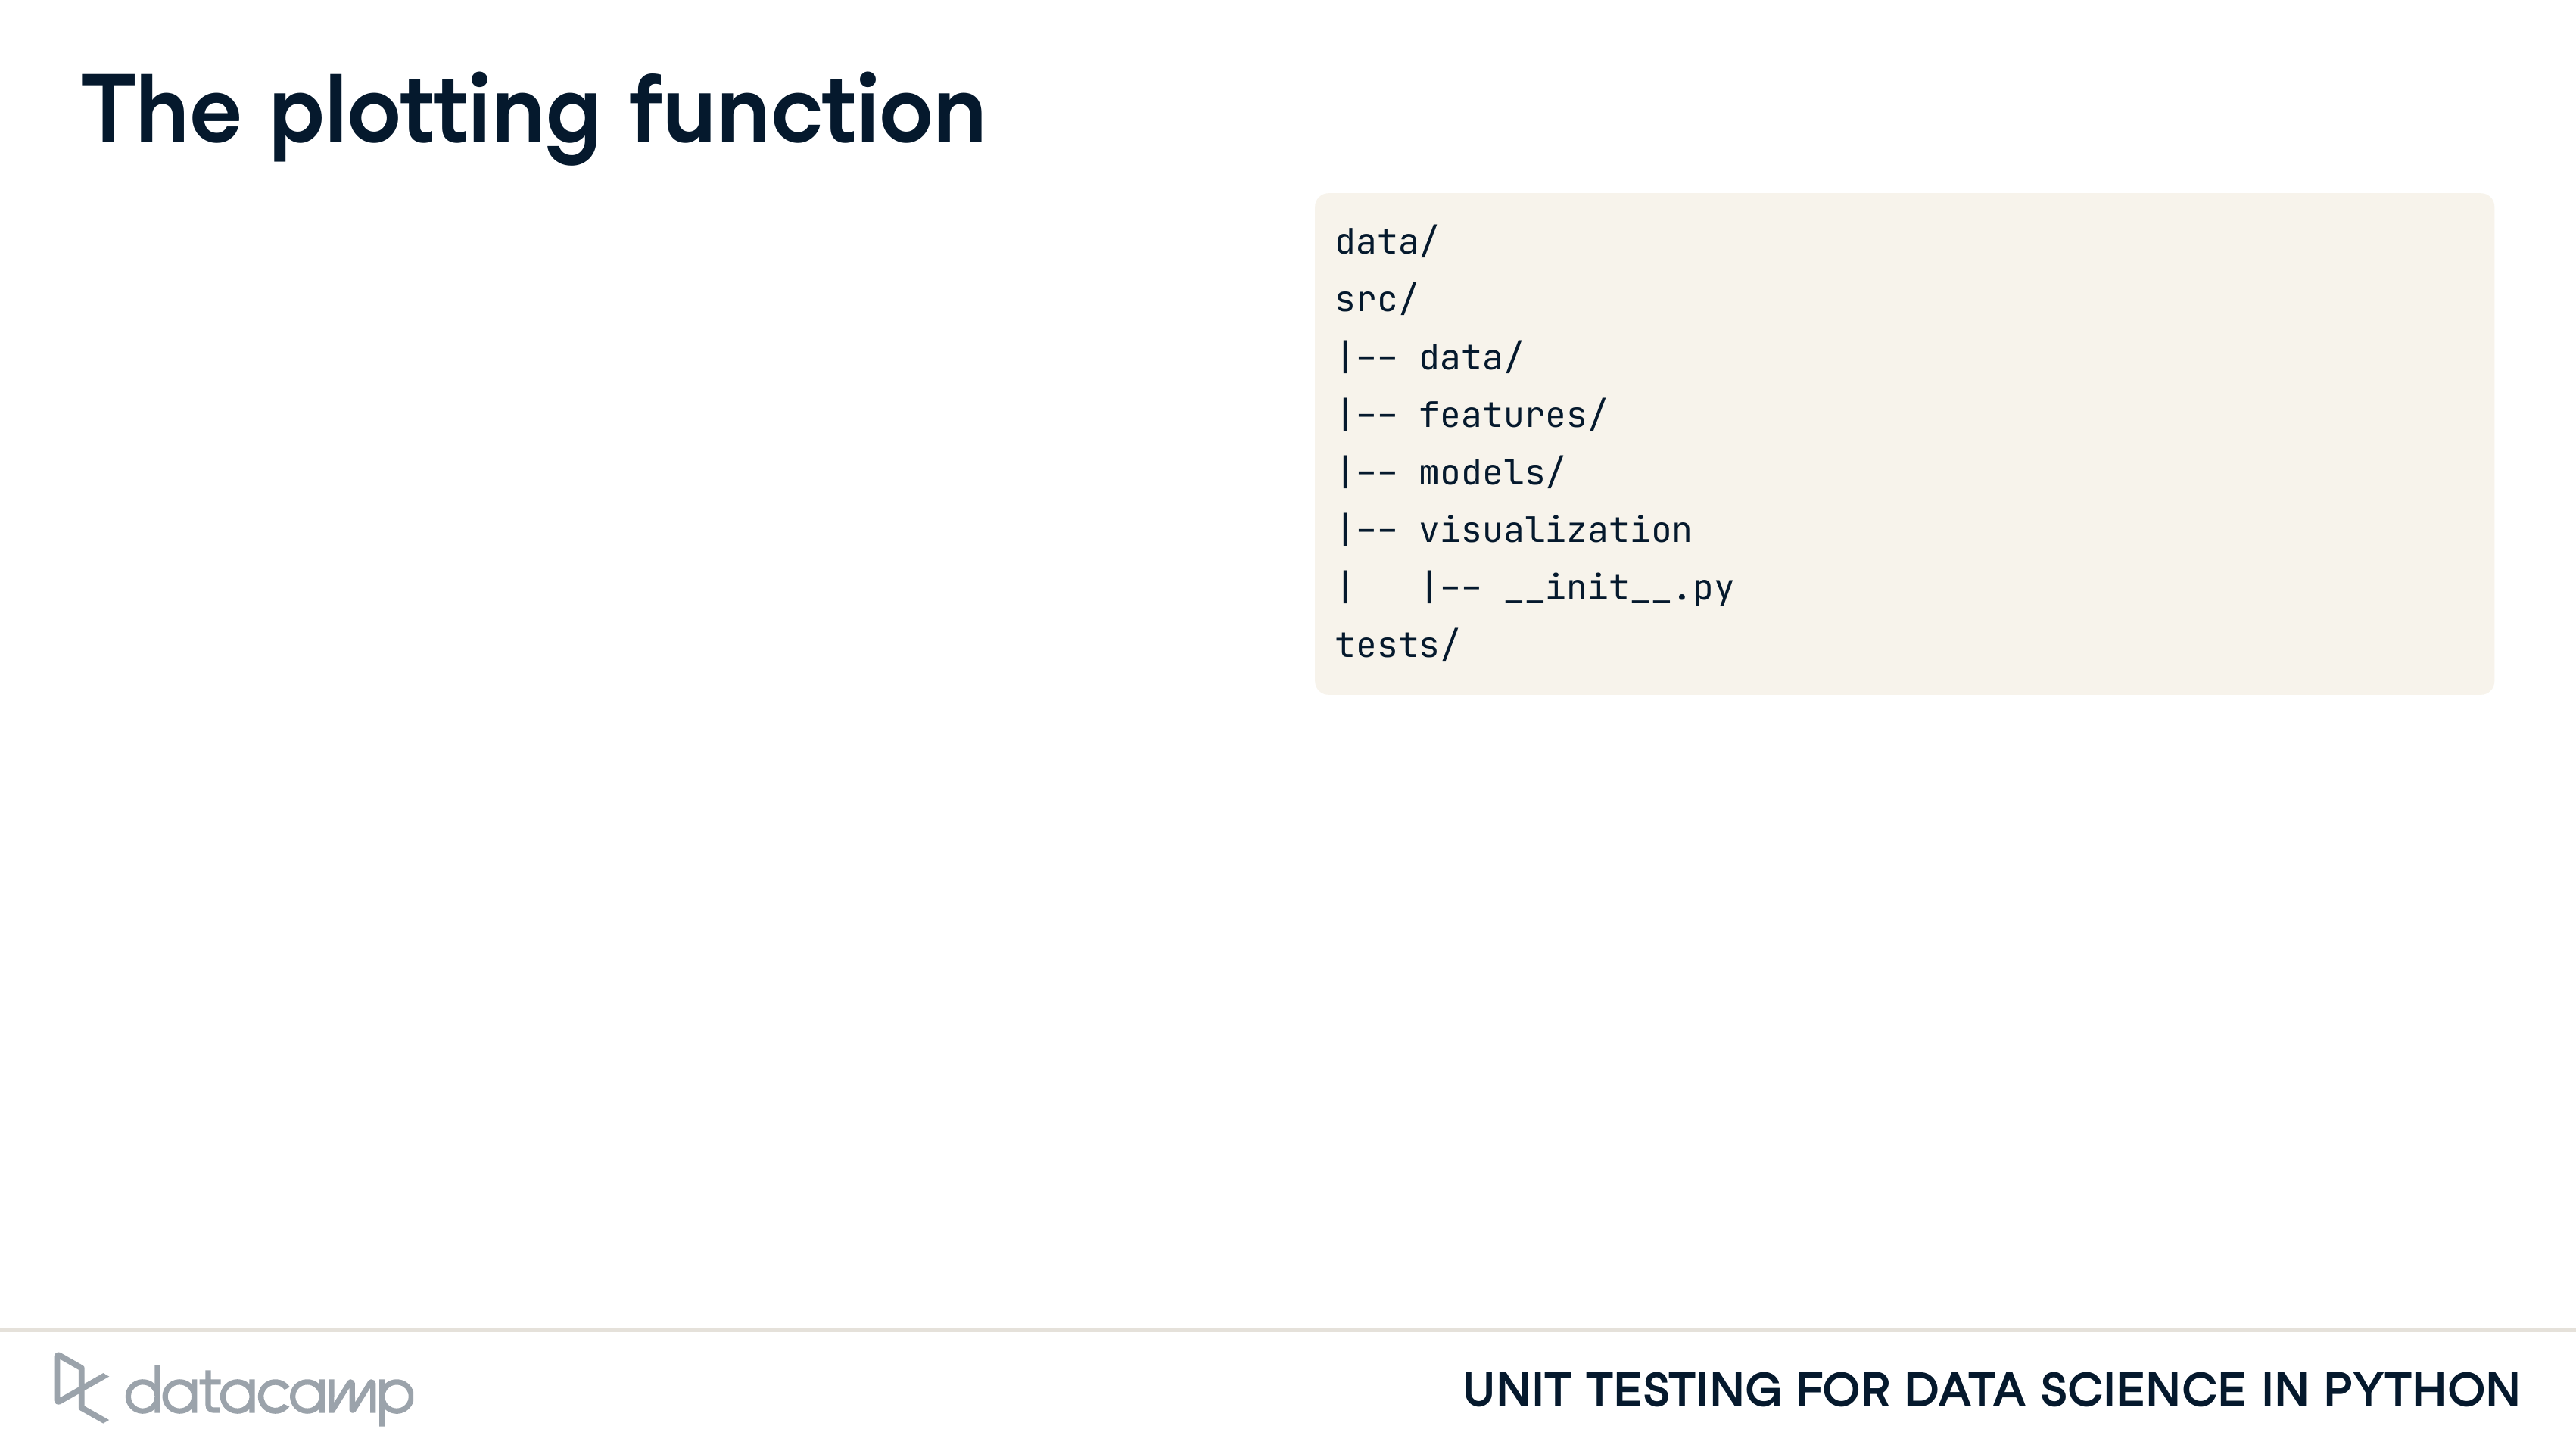 The plotting function
data/
src/
|-- data/
|-- features/
|-- models/
|-- visualization
|   |-- __init__.py
tests/
datacamp
UNIT TESTING FOR DATA SCIENCE IN PYTHON